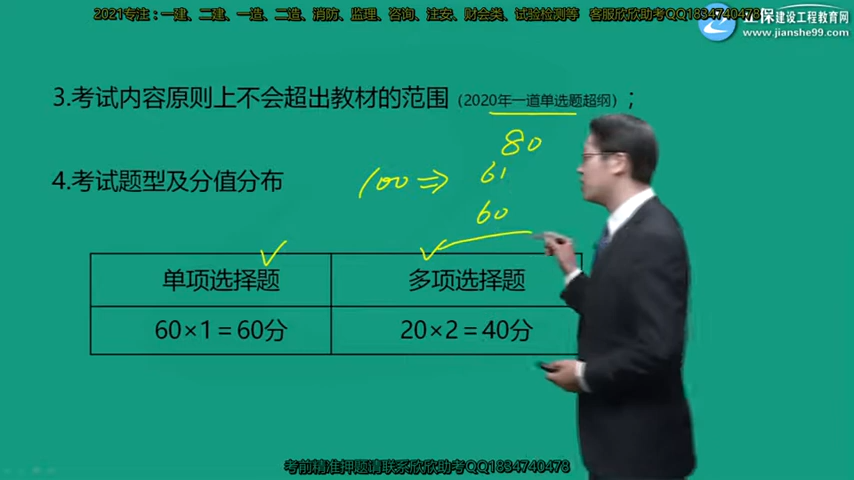 2021专注：一建、二建、一造、二造、消防、监理、咨询、注安、财会类、试验检测等 客服欣欣助考QQ1834740478
正保建设工程教育网
www.jianshe99.com
3.考试内容原则上不会超出教材的范围（2020年一道单选题超纲）；
80
4.考试题型及分值分布
100 ⇒ 61
60
单项选择题 多项选择题
60×1＝60分 20×2＝40分
考前精准押题请联系欣欣助考QQ1834740478